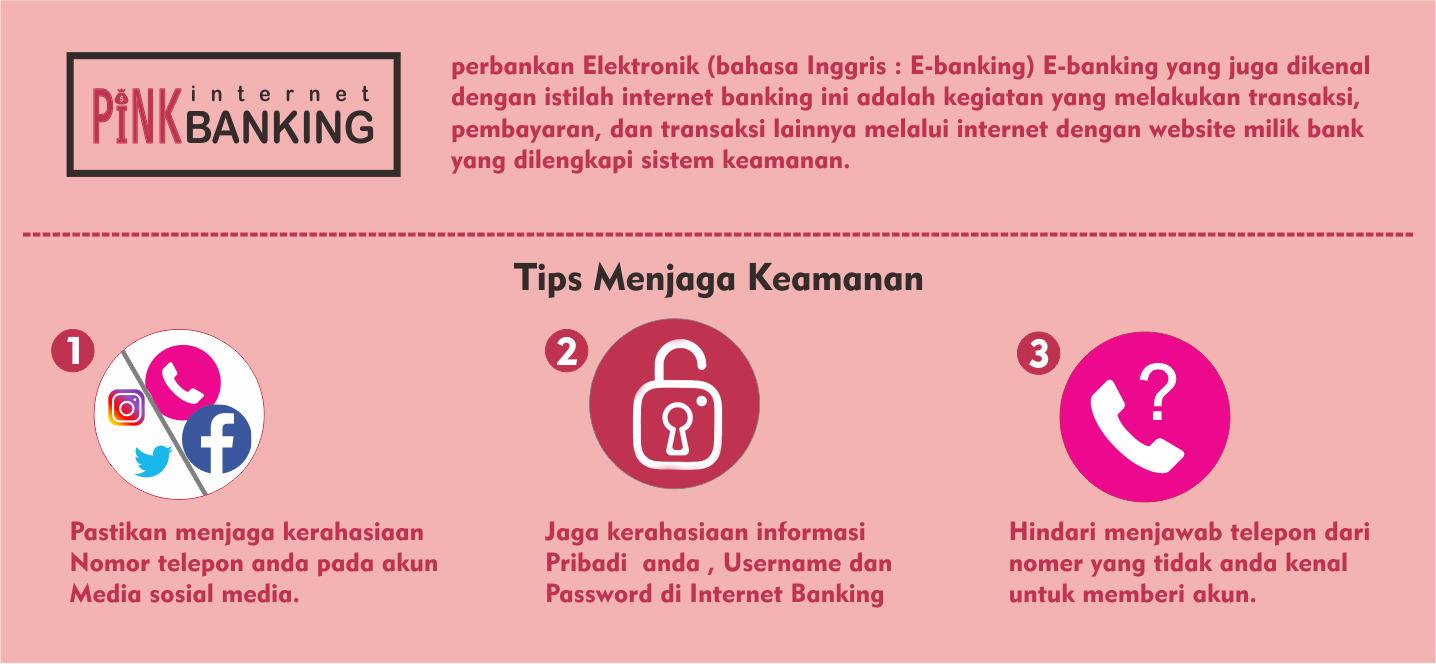 PiNK internet
BANKING
perbankan Elektronik (bahasa Inggris : E-banking) E-banking yang juga dikenal
dengan istilah internet banking ini adalah kegiatan yang melakukan transaksi,
pembayaran, dan transaksi lainnya melalui internet dengan website milik bank
yang dilengkapi sistem keamanan.
Tips Menjaga Keamanan
1
Pastikan menjaga kerahasiaan
Nomor telepon anda pada akun
Media sosial media.
2
Jaga kerahasiaan informasi
Pribadi  anda , Username dan
Password di Internet Banking
3
?
Hindari menjawab telepon dari
nomer yang tidak anda kenal
untuk memberi akun.